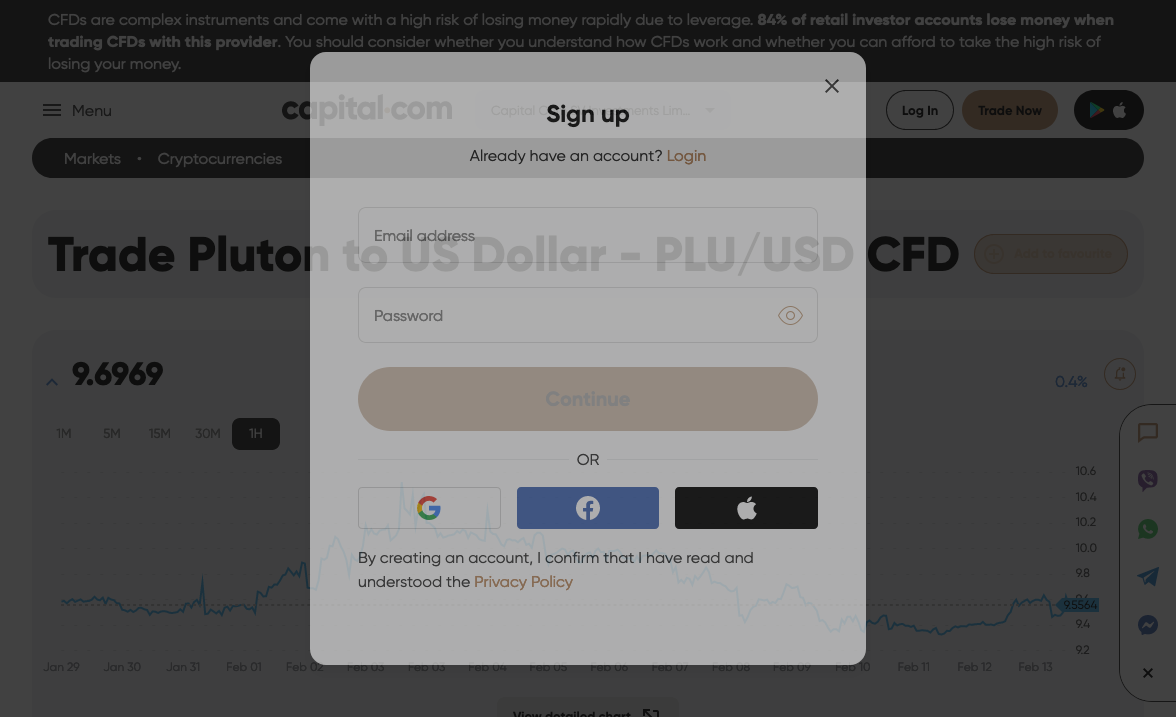 CFDs are complex instruments and come with a high risk of losing money rapidly due to leverage. 84% of retail investor accounts lose money when
trading CFDs with this provider. You should consider whether you understand how CFDs work and whether you can afford to take the high risk of
losing your money.
Menu
capital.com
Log In
Trade Now
Sign up
Markets • Cryptocurrencies
Already have an account? Login
Trade Pluton to US Dollar - PLU/USD CFD
Add to favourite
Email address
Password
9.6969
0.4%
Continue
1M 5M 15M 30M 1H
OR
10.6
10.4
10.2
10.0
9.8
9.5564
9.4
9.2
By creating an account, I confirm that I have read and
understood the Privacy Policy
Jan 29 Jan 30 Jan 31 Feb 01 Feb 02 Feb 03 Feb 03 Feb 04 Feb 05 Feb 06 Feb 07 Feb 08 Feb 09 Feb 10 Feb 11 Feb 12 Feb 13
View detailed chart